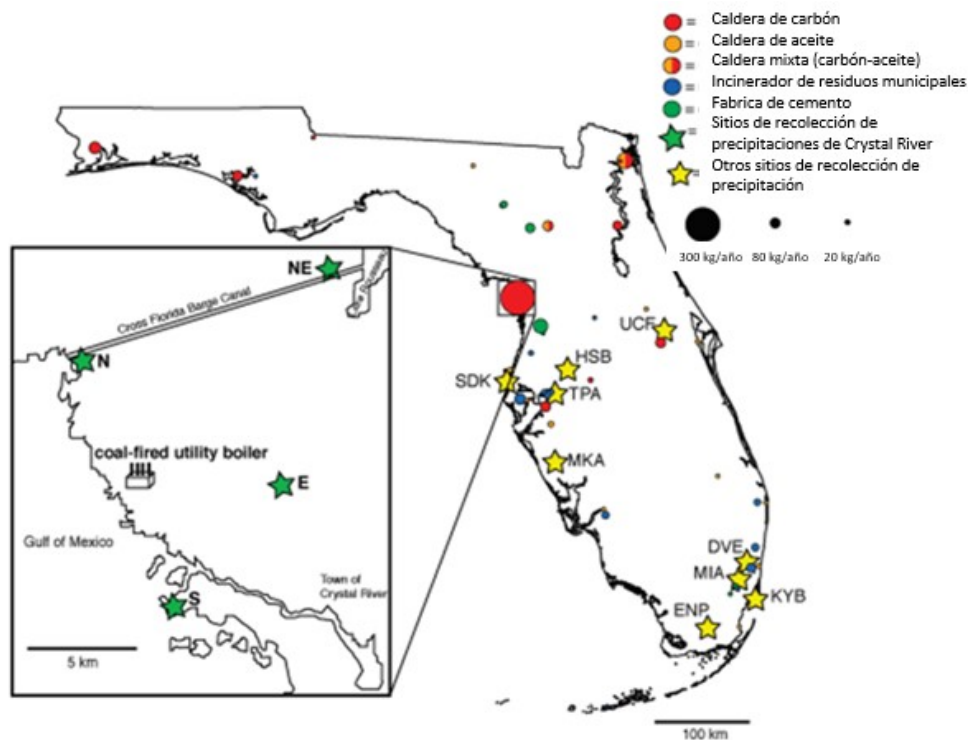 = Caldera de carbón
= Caldera de aceite
= Caldera mixta (carbón-aceite)
= Incinerador de residuos municipales
= Fabrica de cemento
= Sitios de recolección de
precipitaciones de Crystal River
= Otros sitios de recolección de
precipitación
300 kg/año 80 kg/año 20 kg/año
NE
Cross Florida Barge Canal
N
coal-fired utility boiler
E
Gulf of Mexico
Town of
Crystal River
S
5 km
UCF
HSB
SDK
TPA
MKA
DVE
MIA
KYB
ENP
100 km